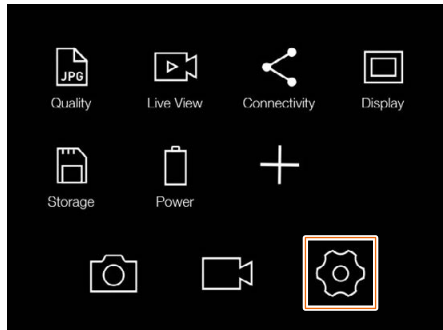 JPG
Quality
Live View
Connectivity
Display
Storage
Power